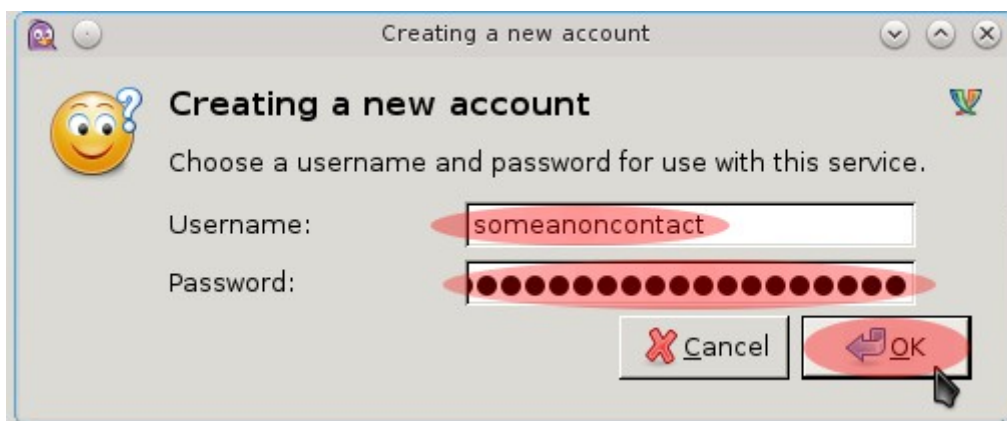 Creating a new account
Creating a new account
Choose a username and password for use with this service.
Username: someanoncontact
Password: ●●●●●●●●●●●●●●●●●●
Cancel OK